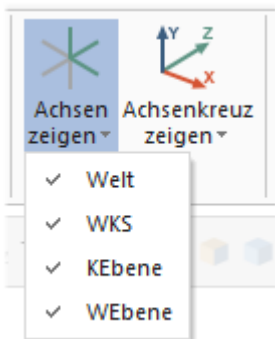 Y Z
X
Achsen Achsenkreuz
zeigen zeigen
Welt
WKS
KEbene
WEbene